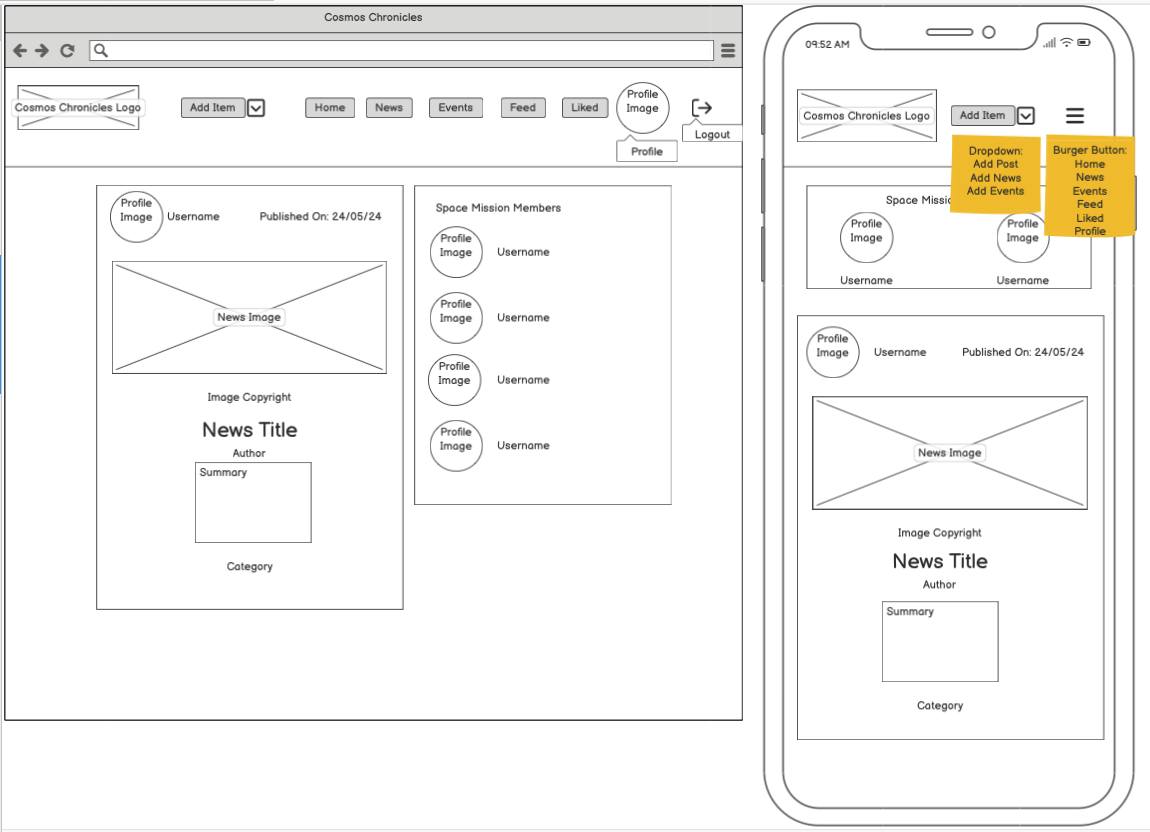 Cosmos Chronicles
Cosmos Chronicles Logo
Add Item
Home
News
Events
Feed
Liked
Profile
Image
Logout
Profile
Profile
Image
Username
Published On: 24/05/24
News Image
Image Copyright
News Title
Author
Summary
Category
Space Mission Members
Profile
Image
Username
Profile
Image
Username
Profile
Image
Username
Profile
Image
Username
09:52 AM
Cosmos Chronicles Logo
Add Item
Dropdown:
Add Post
Add News
Add Events
Burger Button:
Home
News
Events
Feed
Liked
Profile
Space
Profile
Image
Username
Profile
Image
Username
Profile
Image
Username
Published On: 24/05/24
News Image
Image Copyright
News Title
Author
Summary
Category